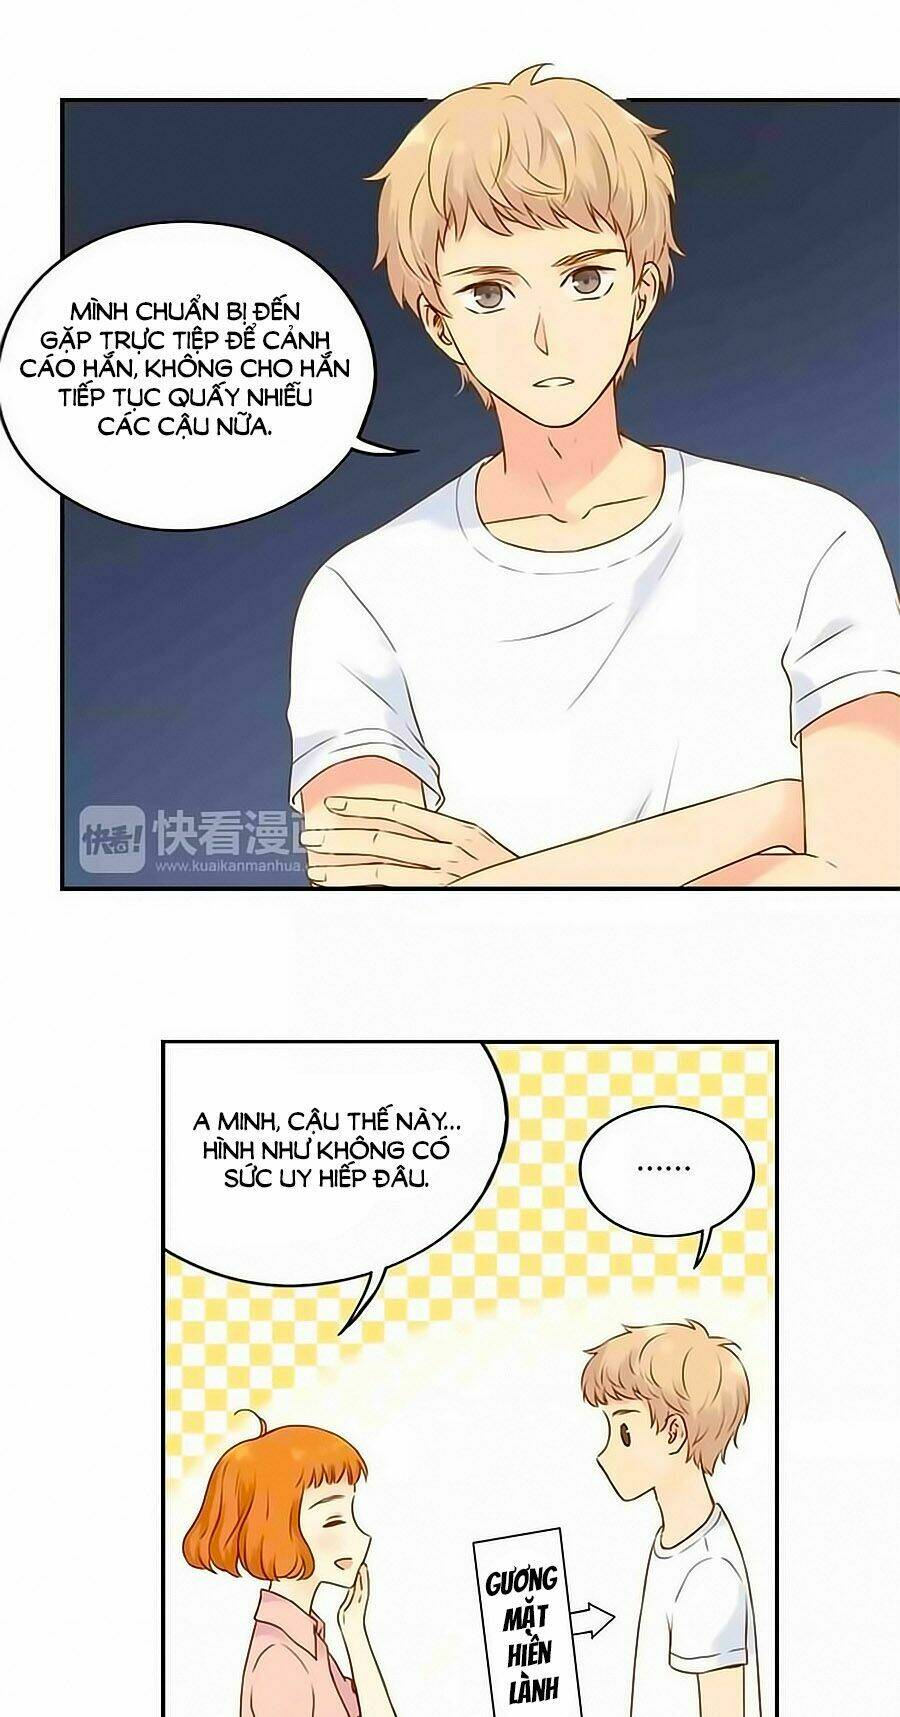 MÌNH CHUẨN BỊ ĐẾN
GẶP TRỰC TIẾP ĐỂ CẢNH
CÁO HẮN, KHÔNG CHO HẮN
TIẾP TỤC QUẤY NHIỄU
CÁC CẬU NỮA.
快看!
快看漫画
www.kuaikanmanhua.c
A MINH, CẬU THẾ NÀY...
HÌNH NHƯ KHÔNG CÓ
SỨC UY HIẾP ĐÂU.
......
GƯƠNG
MẶT
HIỀN
LÀNH